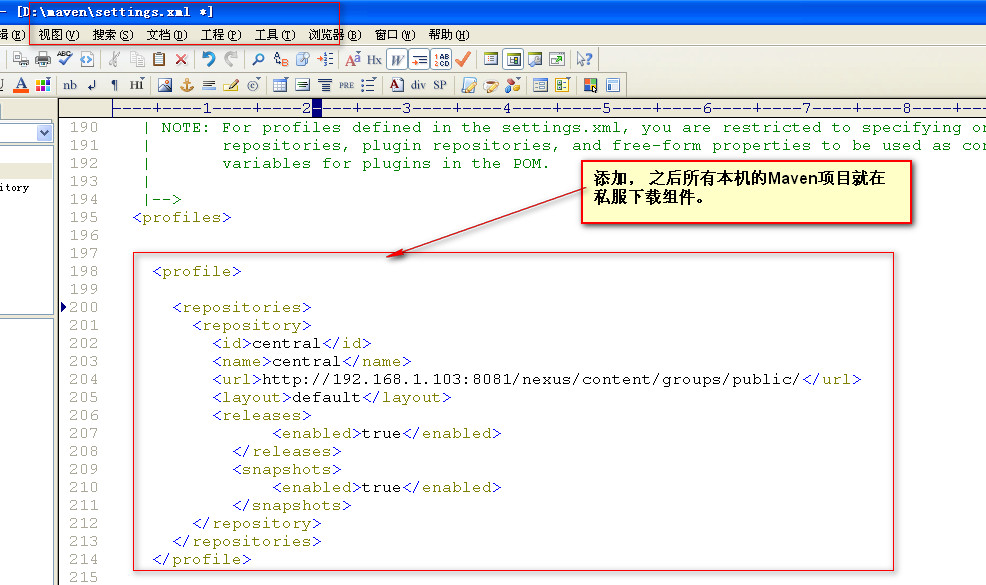 - [D:\maven\settings.xml *]
辑(E) 视图(V) 搜索(S) 文档(D) 工程(P) 工具(T) 浏览器(B) 窗口(W) 帮助(H)
nb HI div SP PRE Hx W
----+----1----+----2----+----3----+----4----+----5----+----6----+----7----+----8----+--
190 | NOTE: For profiles defined in the settings.xml, you are restricted to specifying
191 | repositories, plugin repositories, and free-form properties to be used as
192 | variables for plugins in the POM.
193 |
194 |-->
195 <profiles>
196
197
198 <profile>
199
200 <repositories>
201 <repository>
202 <id>central</id>
203 <name>central</name>
204 <url>http://192.168.1.103:8081/nexus/content/groups/public/</url>
205 <layout>default</layout>
206 <releases>
207 <enabled>true</enabled>
208 </releases>
209 <snapshots>
210 <enabled>true</enabled>
211 </snapshots>
212 </repository>
213 </repositories>
214 </profile>
215
添加，之后所有本机的Maven项目就在
私服下载组件。
itory